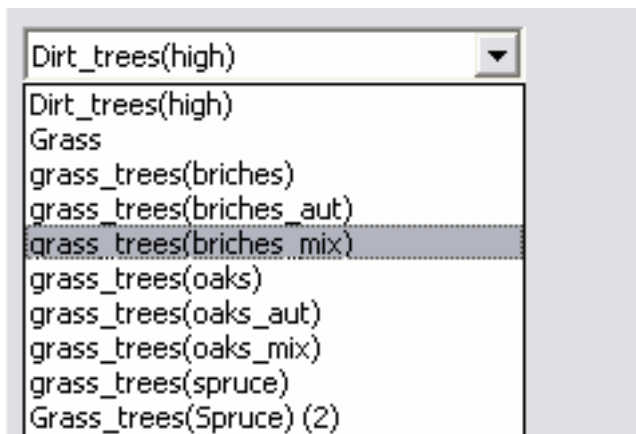 Dirt_trees(high)
Dirt_trees(high)
Grass
grass_trees(briches)
grass_trees(briches_aut)
grass_trees(briches_mix)
grass_trees(oaks)
grass_trees(oaks_aut)
grass_trees(oaks_mix)
grass_trees(spruce)
Grass_trees(Spruce) (2)